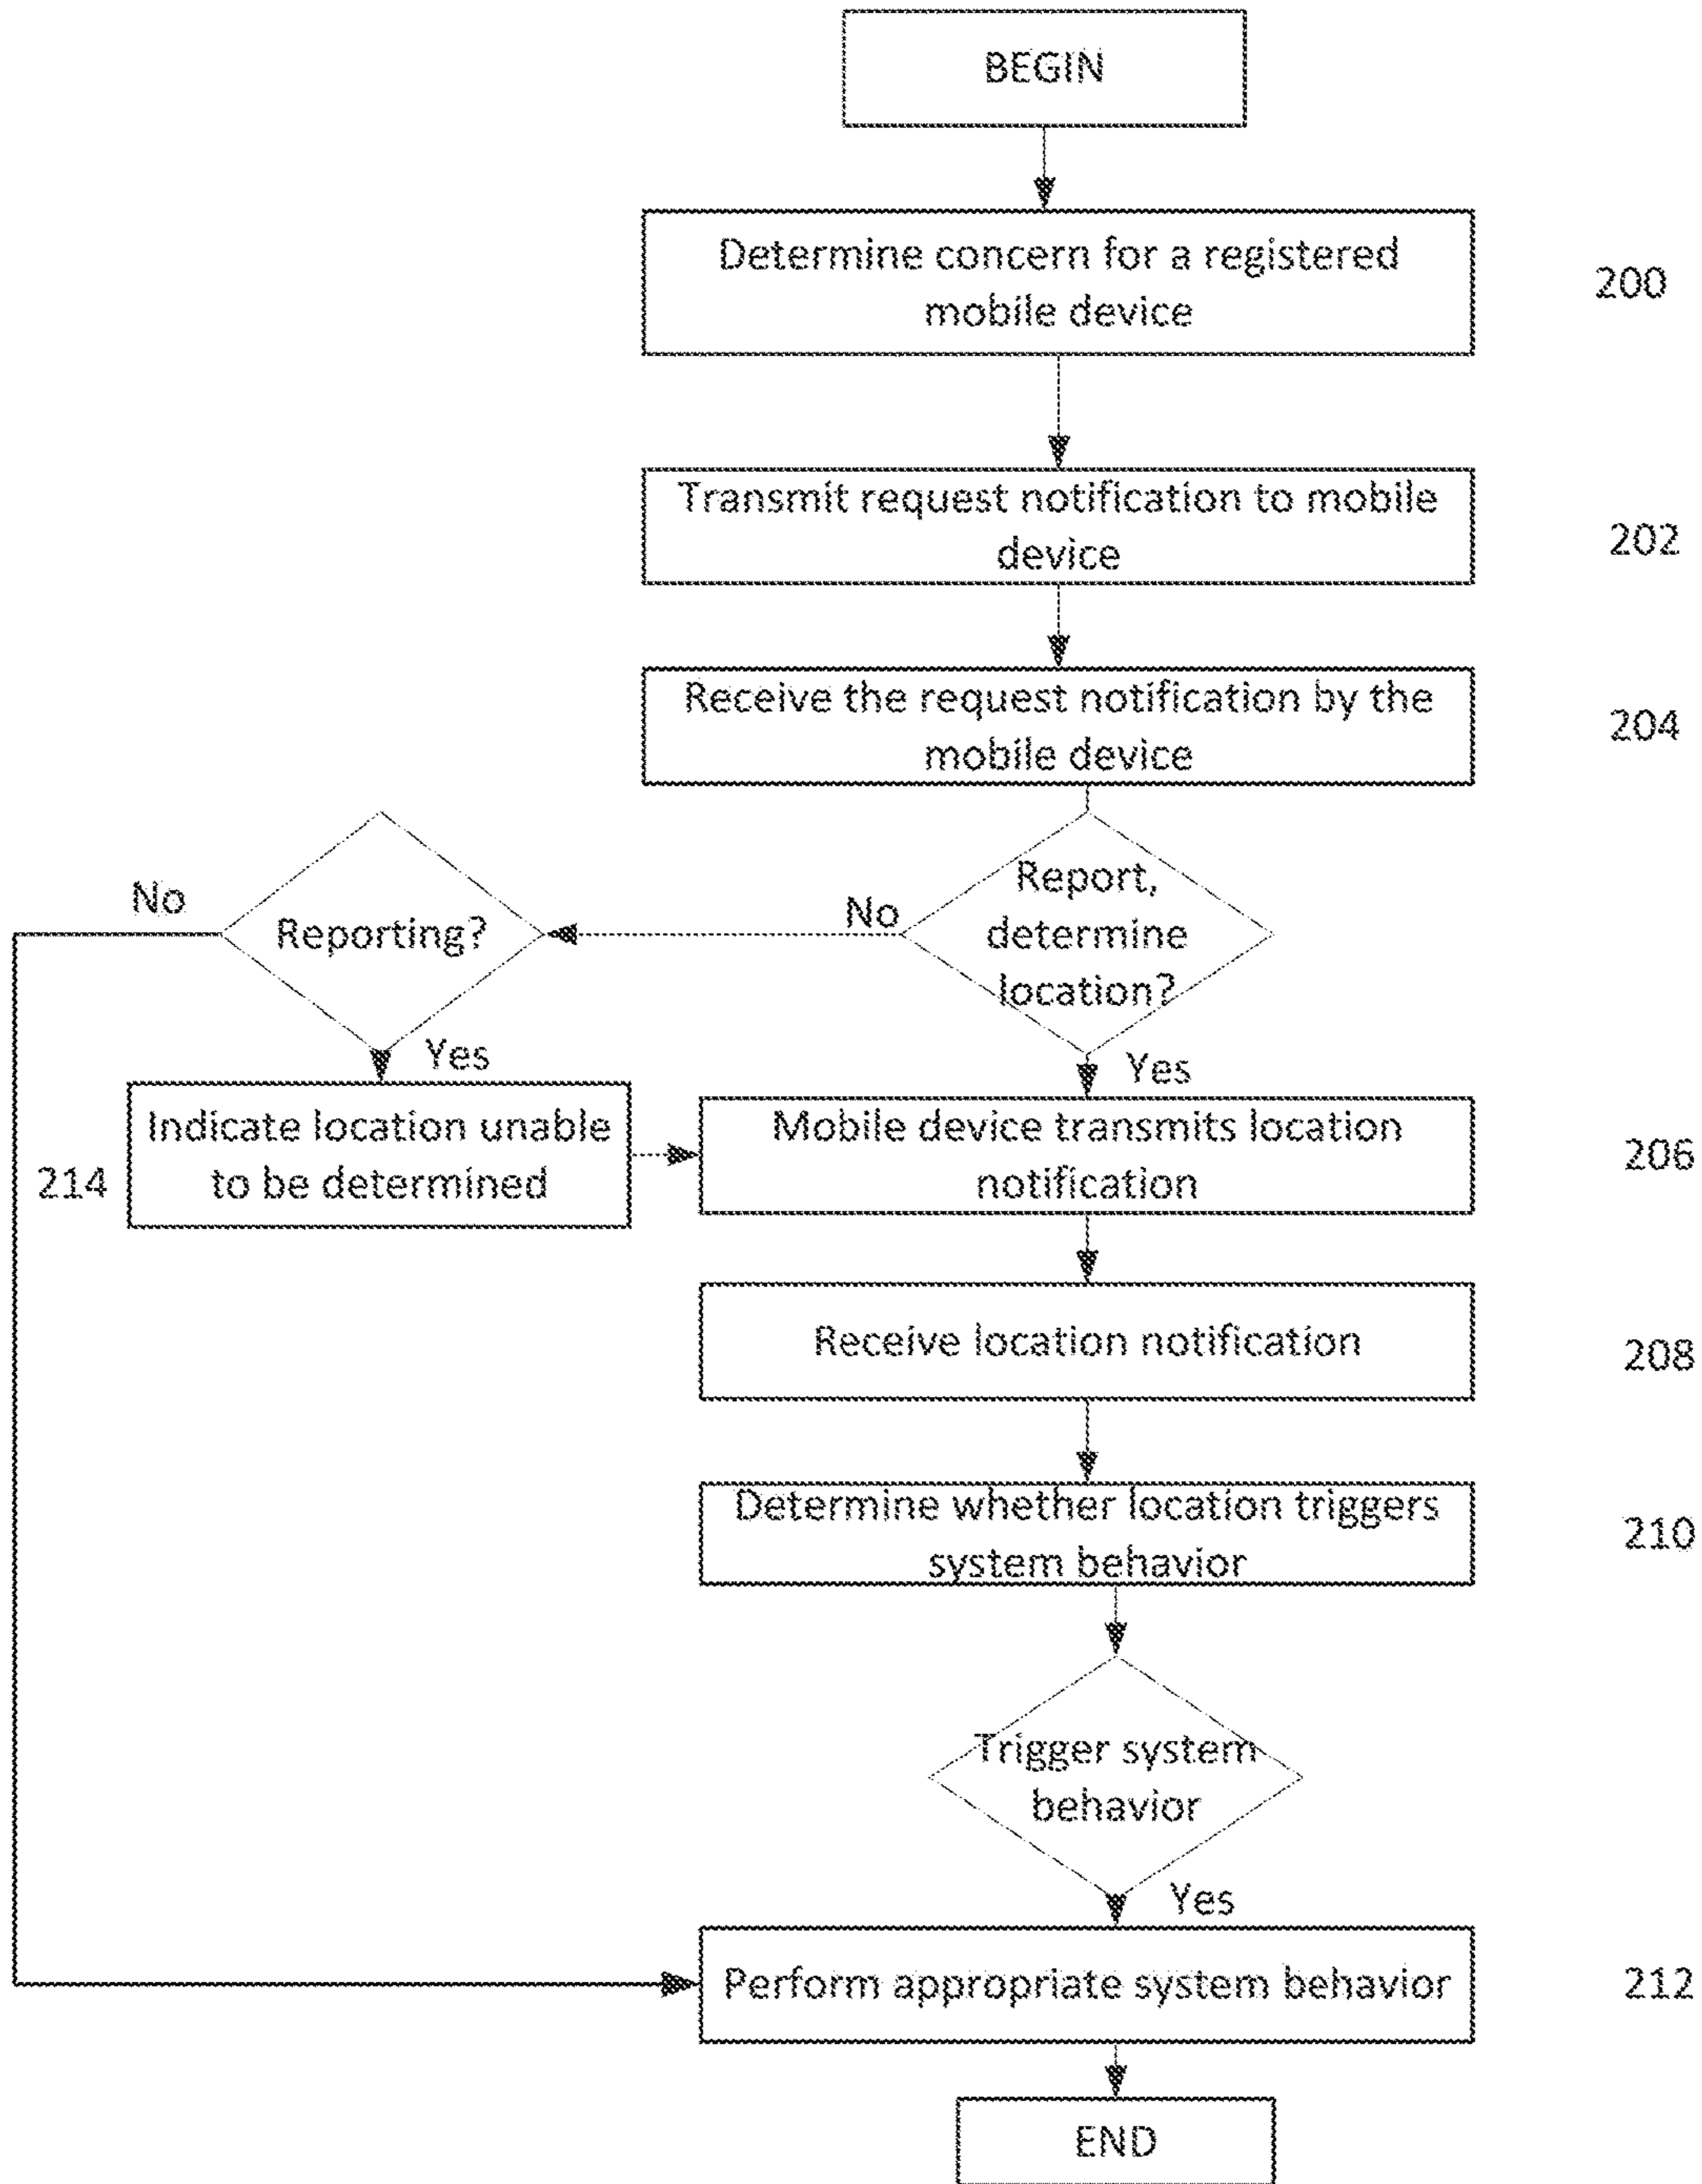 BEGIN
Determine concern for a registered
mobile device
200
Transmit request notification to mobile
device
202
Receive the request notification by the
mobile device
204
No
Reporting?
No
Report,
determine
location?
Yes
Yes
Indicate location unable
to be determined
214
Mobile device transmits location
notification
206
Receive location notification
208
Determine whether location triggers
system behavior
210
Trigger system
behavior
Yes
Perform appropriate system behavior
212
END